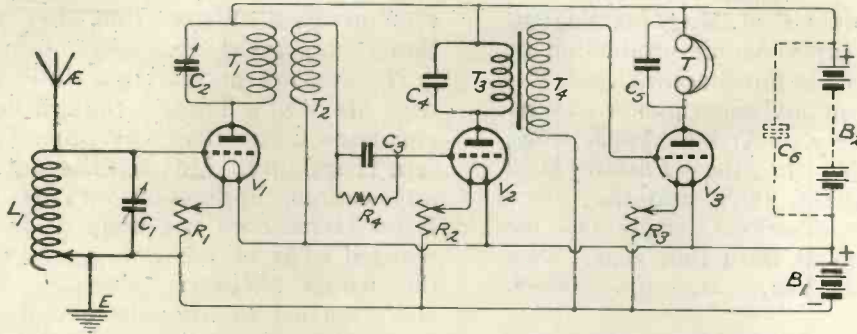 Æ
L1
C1
E
C2
T1
T2
V1
R1
C3
R4
C4
T3
T4
V2
R2
C5
T
V3
R3
C6
+
B2
+
B1
−